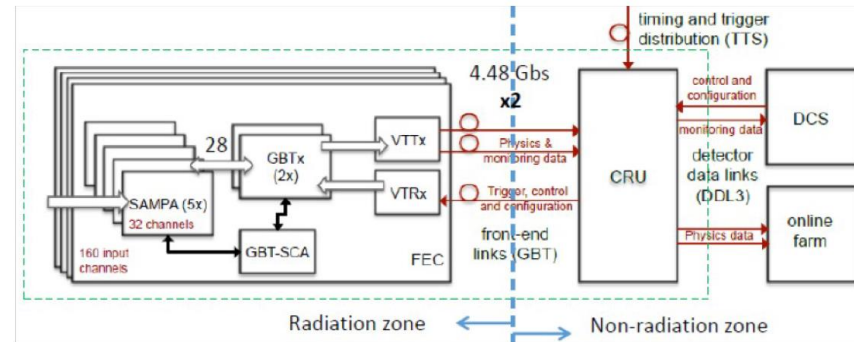 timing and trigger
distribution (TTS)
4.48 Gbs
x2
control and
configuration
28
VTTx
GBTx
(2x)
Physics &
monitoring data
CRU
monitoring data
DCS
detector
data links
(DDL3)
SAMPA (5x)
32 channels
VTRx
Trigger, control
and configuration
online
farm
Physics data
160 input
channels
GBT-SCA
FEC
front-end
links (GBT)
Radiation zone
Non-radiation zone